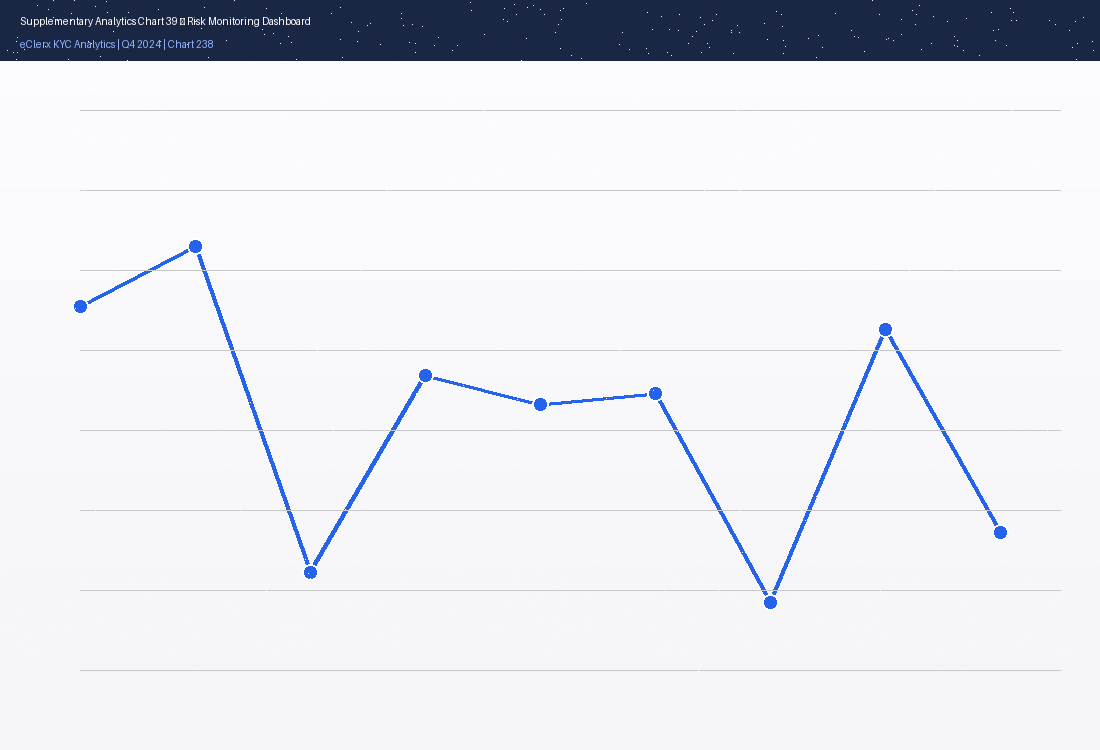 Supplementary Analytics Chart 39 Risk Monitoring Dashboard
eClerx KYC Analytics | Q4 2024 | Chart 238